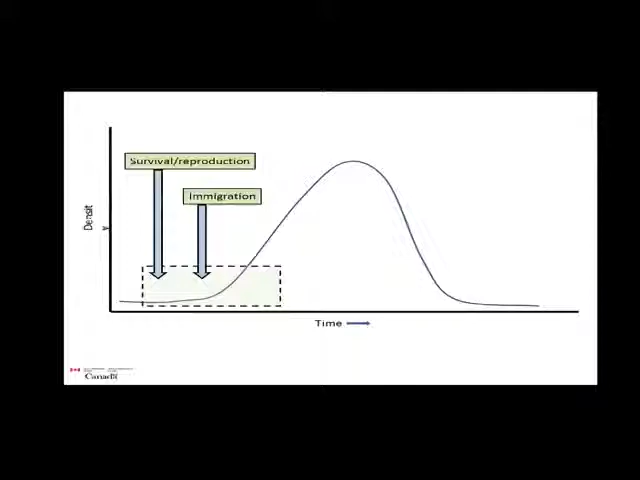 Survival/reproduction
Immigration
Densit
Time
Canada